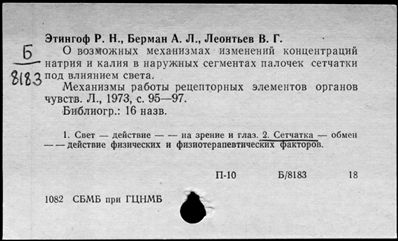 Этингоф Р. Н., Берман А. Л., Леонтьев В. Г.
Б
8183
О возможных механизмах изменений концентраций
натрия и калия в наружных сегментах палочек сетчатки
под влиянием света.
Механизмы работы рецепторных элементов органов
чувств. Л., 1973, с. 95—97.
Библиогр.: 16 назв.
1. Свет — действие — — на зрение и глаз. 2. Сетчатка — обмен
— — действие физических и физиотерапевтических факторов.
П-10 Б/8183 18
1082 СБМБ при ГЦНМБ